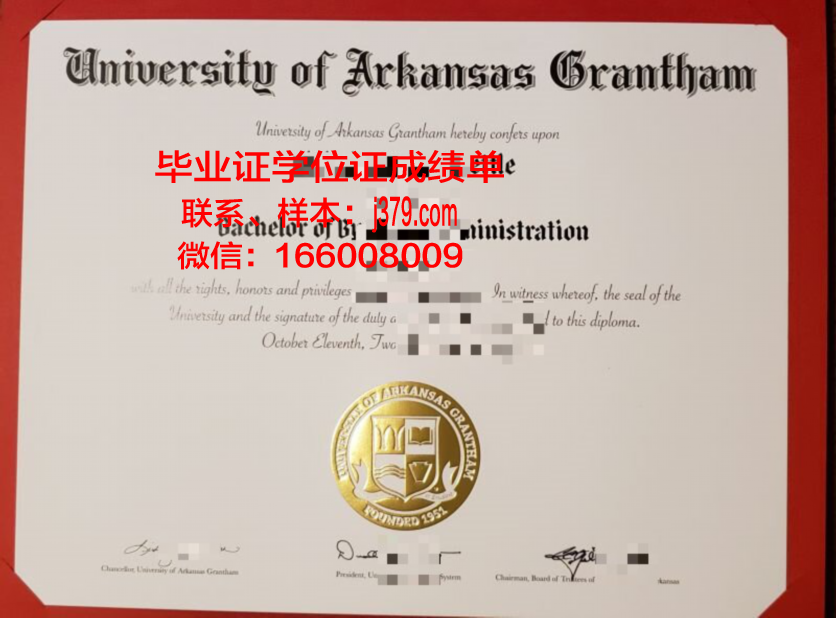 University of Arkansas Grantham
University of Arkansas Grantham hereby confers upon
毕业证学位证成绩单
联系、样本：j379.com
Bachelor of B
ministration
微信：166008009
with all the rights, honors and privileges
In witness whereof, the seal of the
University and the signature of the duly
to this diploma.
October Eleventh, Two
UNIVERSITY OF ARKANSAS GRANTHAM
FOUNDED 1951
Chancellor, University of Arkansas Grantham
President,
System
Chairman, Board of Trustees of